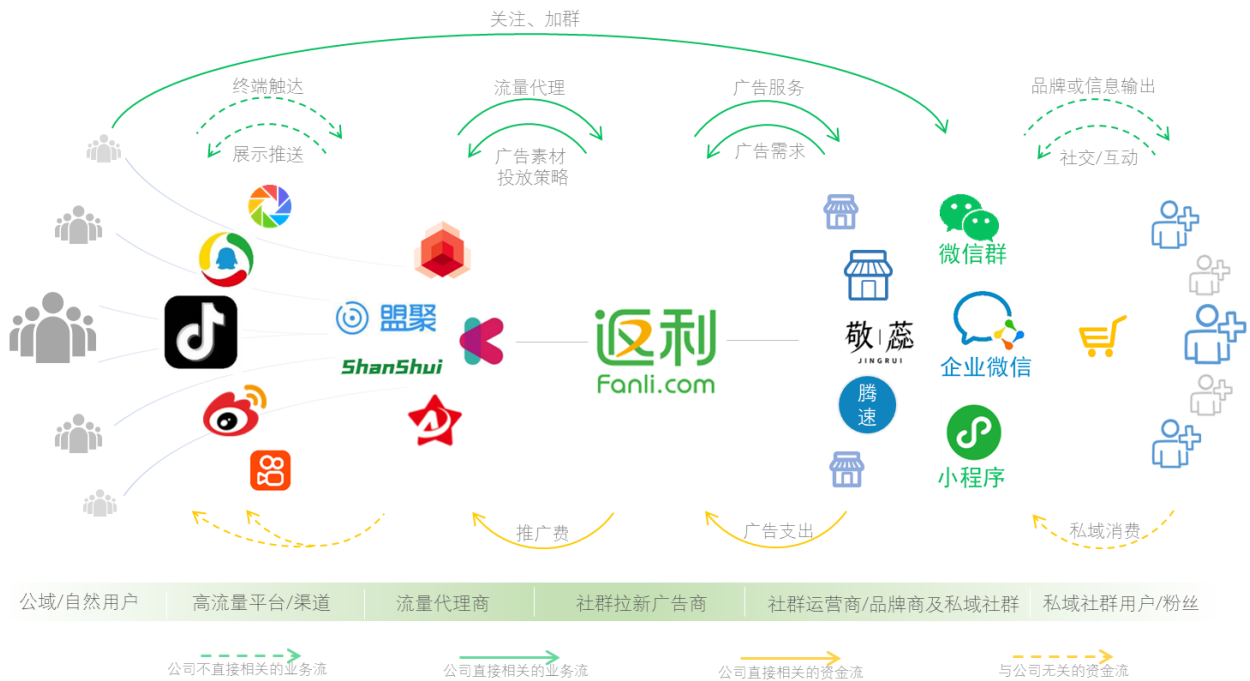 关注、加群
终端触达
流量代理
广告服务
品牌或信息输出
展示推送
广告素材
投放策略
广告需求
社交/互动
微信群
盟聚
ShanShui
返利
Fanli.com
敬 蕊
JINGRUI
企业微信
腾
速
小程序
推广费
广告支出
私域消费
公域/自然用户
高流量平台/渠道
流量代理商
社群拉新广告商
社群运营商/品牌商及私域社群
私域社群用户/粉丝
公司不直接相关的业务流
公司直接相关的业务流
公司直接相关的资金流
与公司无关的资金流